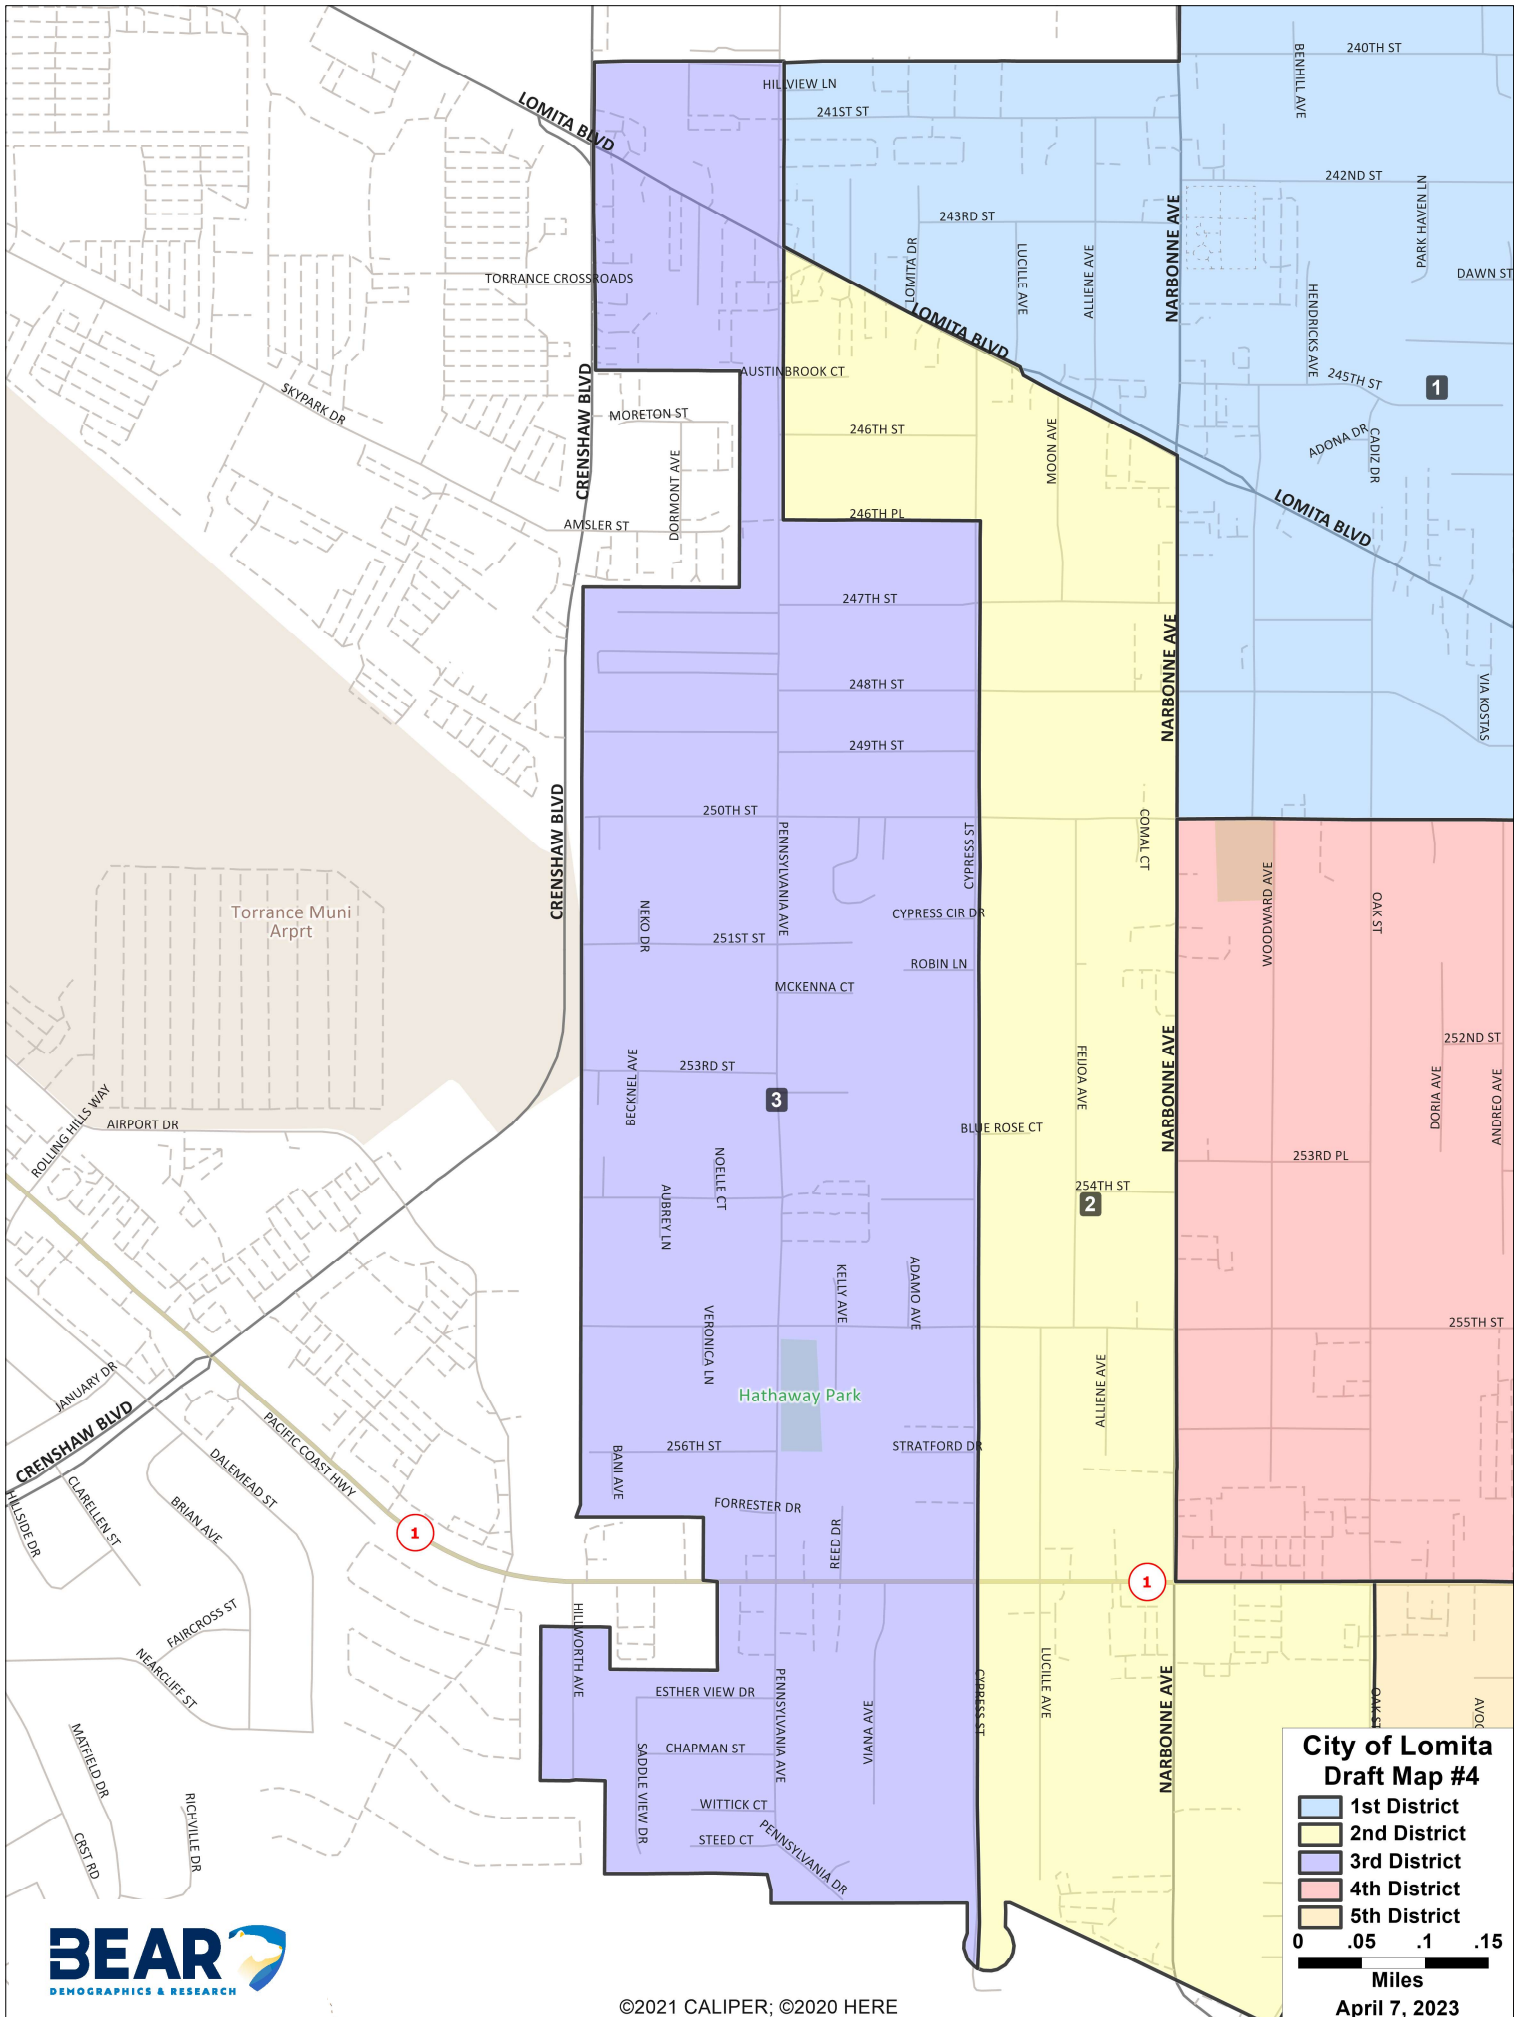 240TH ST
BENHILL AVE
HILLVIEW LN
LOMITA BLVD
241ST ST
242ND ST
PARK HAVEN LN
NARBONNE AVE
243RD ST
LOMITA DR
LUCILLE AVE
ALLIENE AVE
DAWN ST
TORRANCE CROSSROADS
HENDRICKS AVE
LOMITA BLVD
AUSTINBROOK CT
245TH ST
1
SKYPARK DR
CRENSHAW BLVD
MORETON ST
246TH ST
MOON AVE
ADONA DR
CADIZ DR
DORMONT AVE
246TH PL
AMSLER ST
LOMITA BLVD
247TH ST
NARBONNE AVE
248TH ST
VIA KOSTAS
249TH ST
CRENSHAW BLVD
250TH ST
PENNSYLVANIA AVE
CYPRESS ST
COMAL CT
WOODWARD AVE
OAK ST
Torrance Muni
Arprt
NEKO DR
CYPRESS CIR DR
251ST ST
ROBIN LN
MCKENNA CT
NARBONNE AVE
252ND ST
BECKNEL AVE
253RD ST
FEIJOA AVE
DORIA AVE
ANDREO AVE
3
ROLLING HILLS WAY
AIRPORT DR
BLUE ROSE CT
253RD PL
NOELLE CT
AUBREY LN
254TH ST
2
KELLY AVE
ADAMO AVE
VERONICA LN
255TH ST
JANUARY DR
ALLIENE AVE
Hathaway Park
CRENSHAW BLVD
PACIFIC COAST HWY
DALEMEAD ST
256TH ST
STRATFORD DR
BANI AVE
CLARELLEN ST
HILLSIDE DR
BRIAN AVE
FORRESTER DR
REED DR
1
1
FAIRCROSS ST
HILLWORTH AVE
NEARCLIFF ST
LUCILLE AVE
CYPRESS ST
NARBONNE AVE
OAK ST
AVOC
ESTHER VIEW DR
PENNSYLVANIA AVE
VIANA AVE
MATFIELD DR
CHAPMAN ST
SADDLE VIEW DR
RICHVILLE DR
WITTICK CT
CRST RD
STEED CT
PENNSYLVANIA DR
City of Lomita
Draft Map #4
1st District
2nd District
3rd District
4th District
5th District
0 .05 .1 .15
Miles
April 7, 2023
BEAR
DEMOGRAPHICS & RESEARCH
©2021 CALIPER; ©2020 HERE